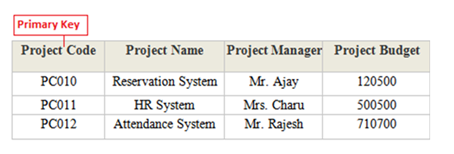 Primary Key
Project Code Project Name Project Manager Project Budget
PC010 Reservation System Mr. Ajay 120500
PC011 HR System Mrs. Charu 500500
PC012 Attendance System Mr. Rajesh 710700